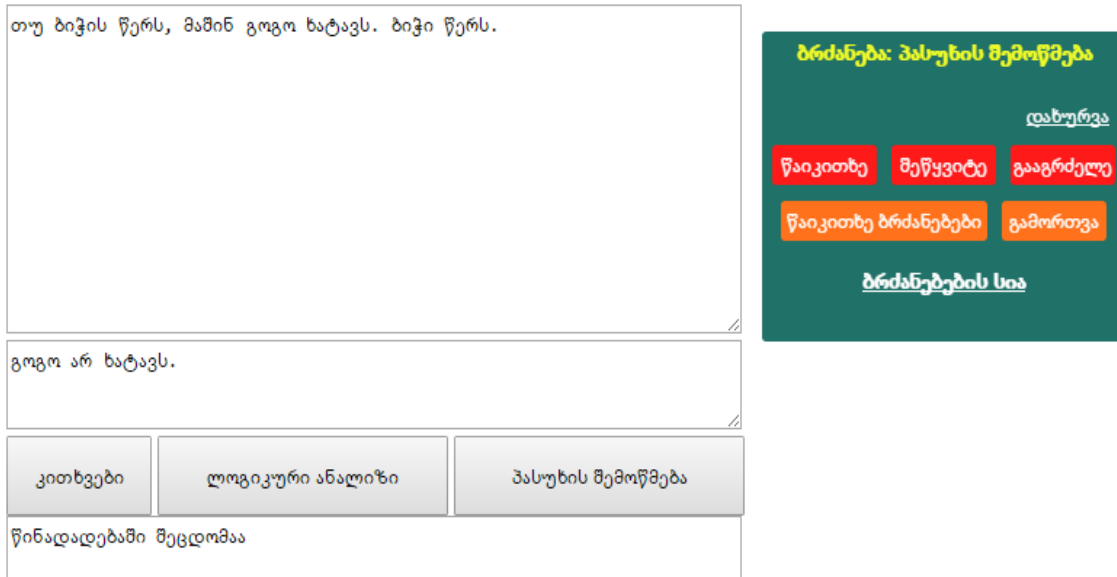 თუ ბიჭის წერს, მაშინ გოგო ხატავს. ბიჭი წერს.
გოგო არ ხატავს.
კითხვები ლოგიკური ანალიზი პასუხის შემოწმება
წინადადებაში შეცდომაა
ბრძანება: პასუხის შემოწმება
დახურვა
წაიკითხე შეწყვიტე გააგრძელე
წაიკითხე ბრძანებები გამორთვა
ბრძანებების სია